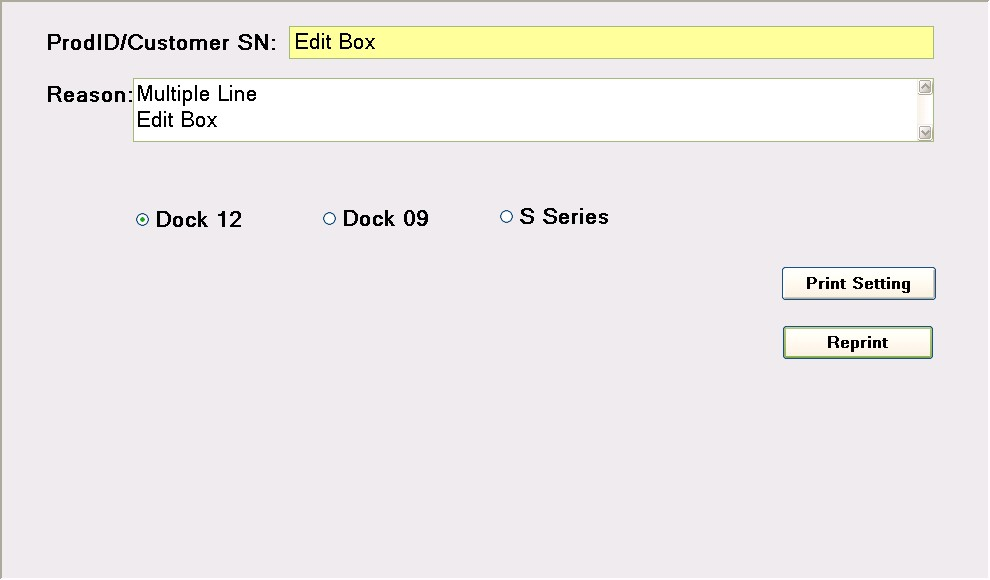 ProdID/Customer SN: Edit Box
Reason: Multiple Line
Edit Box
Dock 12 Dock 09 S Series
Print Setting
Reprint